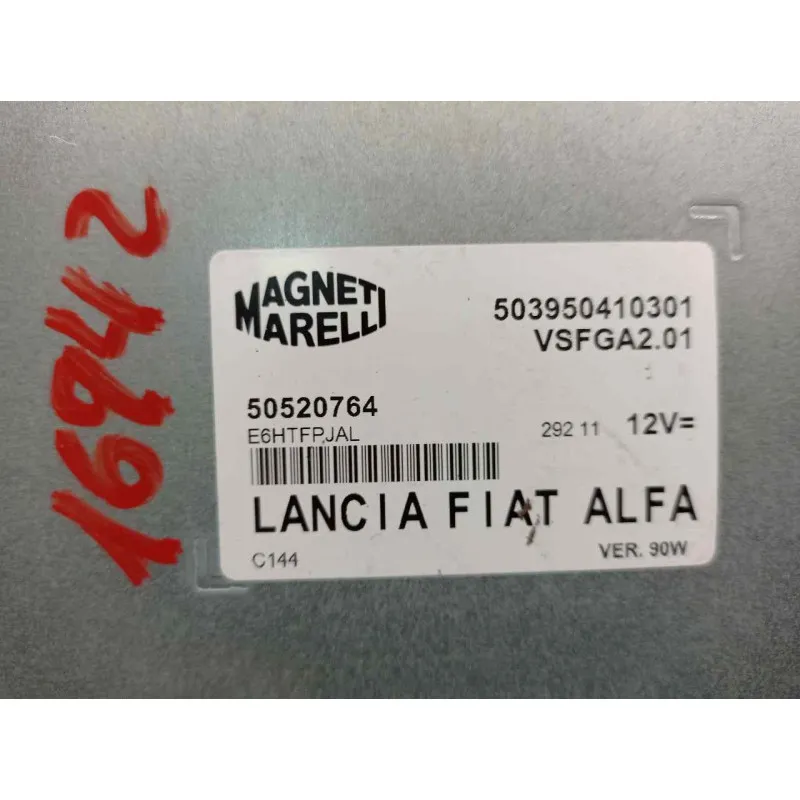 16942
MAGNETI
MARELLI
503950410301
VSFGA2.01
50520764
E6HTFPJAL
292 11 12V=
LANCIA FIAT ALFA
C144
VER. 90W